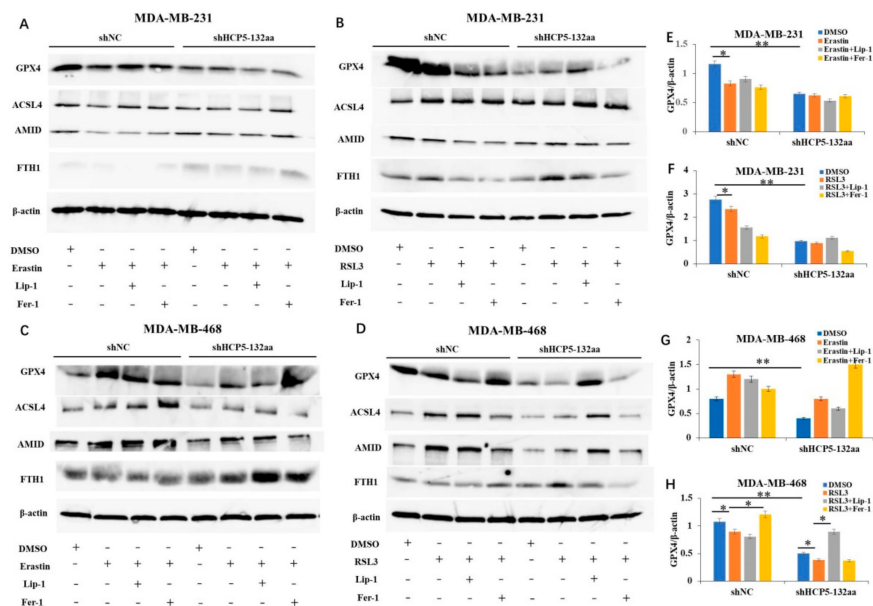 A
MDA-MB-231
shNC shHCP5-132aa
GPX4
ACSL4
AMID
FTH1
β-actin
DMSO + - - - + - - -
Erastin - + + + - + + +
Lip-1 - - + - - - + -
Fer-1 - - - + - - - +
B
MDA-MB-231
shNC shHCP5-132aa
GPX4
ACSL4
AMID
FTH1
β-actin
DMSO + - - - + - - -
RSL3 - + + + - + + +
Lip-1 - - + - - - + -
Fer-1 - - - + - - - +
C
MDA-MB-468
shNC shHCP5-132aa
GPX4
ACSL4
AMID
FTH1
β-actin
DMSO + - - - + - - -
Erastin - + + + - + + +
Lip-1 - - + - - - + -
Fer-1 - - - + - - - +
D
MDA-MB-468
shNC shHCP5-132aa
GPX4
ACSL4
AMID
FTH1
β-actin
DMSO + - - - + - - -
RSL3 - + + + - + + +
Lip-1 - - + - - - + -
Fer-1 - - - + - - - +
E
MDA-MB-231
DMSO
Erastin
Erastin+Lip-1
Erastin+Fer-1
**
*
GPX4/β-actin
1.5
1
0.5
0
shNC shHCP5-132aa
F
MDA-MB-231
DMSO
RSL3
RSL3+Lip-1
RSL3+Fer-1
**
*
GPX4/β-actin
4
3
2
1
0
shNC shHCP5-132aa
G
MDA-MB-468
DMSO
Erastin
Erastin+Lip-1
Erastin+Fer-1
**
GPX4/β-actin
2
1.5
1
0.5
0
shNC shHCP5-132aa
H
MDA-MB-468
DMSO
RSL3
RSL3+Lip-1
RSL3+Fer-1
**
* *
*
*
GPX4/β-actin
1.5
1
0.5
0
shNC shHCP5-132aa